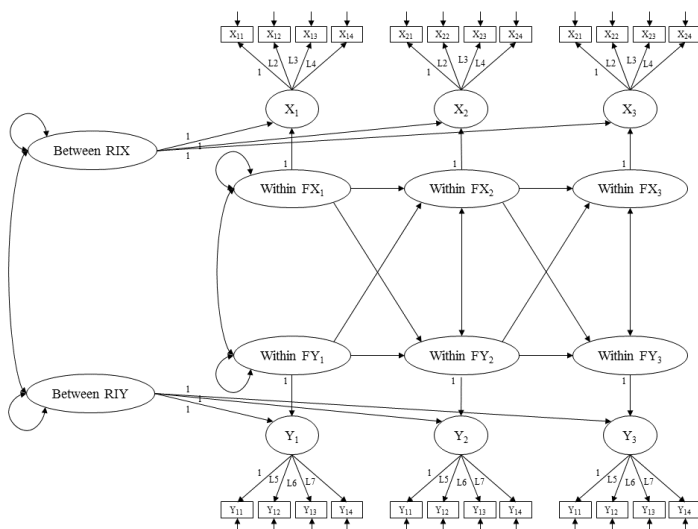 X11 X12 X13 X14 X21 X22 X23 X24 X21 X22 X23 X24
1 L2 L3 L4 1 L2 L3 L4 1 L2 L3 L4
X1 X2 X3
1
1
1
Between RIX
1 1 1
Within FX1 Within FX2 Within FX3
Within FY1 Within FY2 Within FY3
1 1 1
Between RIY
1
1
1
Y1 Y2 Y3
1 L5 L6 L7 1 L5 L6 L7 1 L5 L6 L7
Y11 Y12 Y13 Y14 Y11 Y12 Y13 Y14 Y11 Y12 Y13 Y14